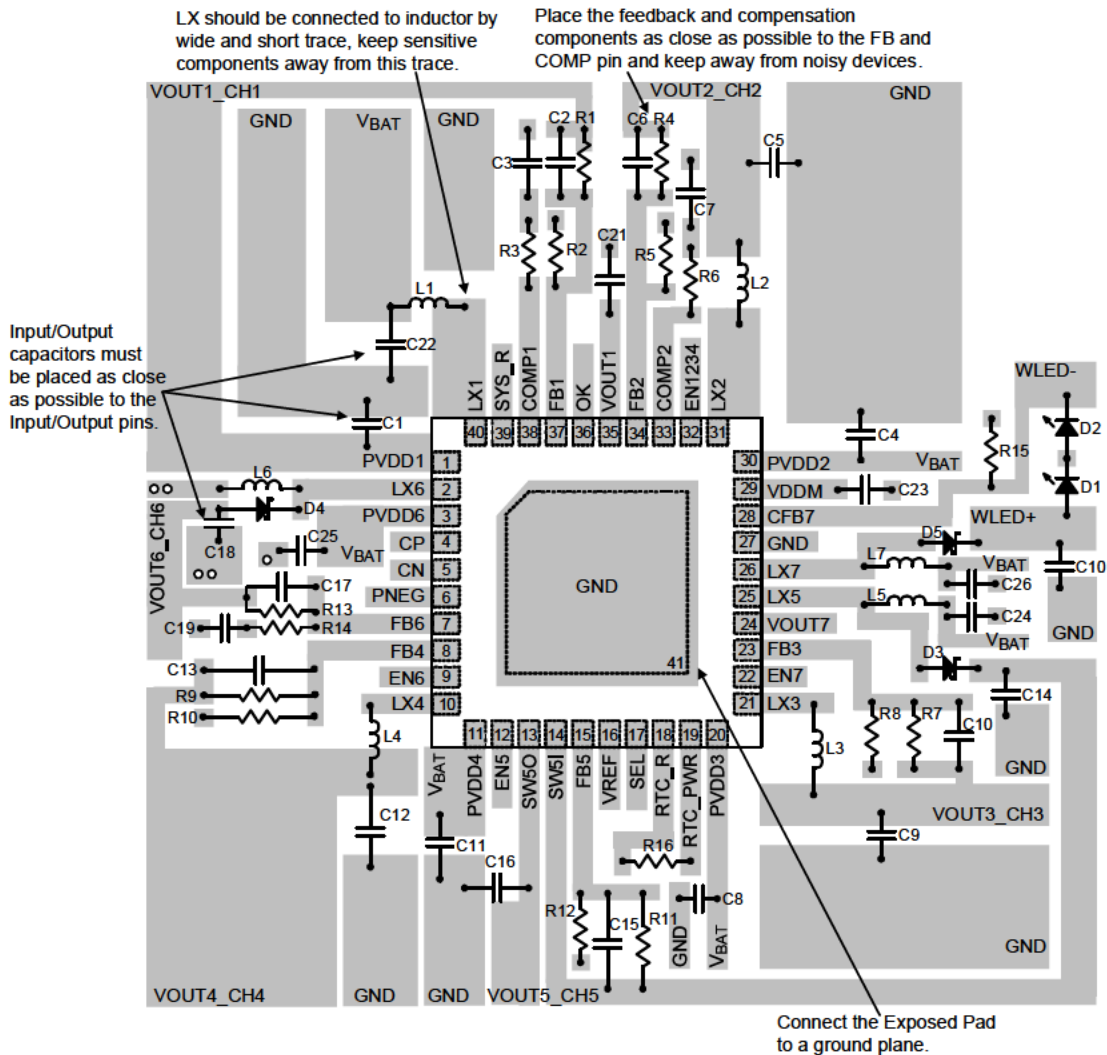 LX should be connected to inductor by
wide and short trace, keep sensitive
components away from this trace.
Place the feedback and compensation
components as close as possible to the FB and
COMP pin and keep away from noisy devices.
VOUT1_CH1
VOUT2_CH2
GND
GND
VBAT
GND
C2
R1
C6
R4
C3
C5
C7
R3
R2
C21
R5
R6
L2
L1
Input/Output
capacitors must
be placed as close
as possible to the
Input/Output pins.
C22
C1
LX1
SYS_R
COMP1
FB1
OK
VOUT1
FB2
COMP2
EN1234
LX2
40
39
38
37
36
35
34
33
32
31
WLED-
C4
R15
D2
D1
PVDD1
1
30
PVDD2
VBAT
L6
LX6
2
29
VDDM
C23
D4
PVDD6
3
28
CFB7
WLED+
C18
C25
VBAT
CP
4
27
GND
D5
VOUT6_CH6
CN
5
26
LX7
L7
VBAT
C26
C10
C17
PNEG
6
25
LX5
L5
C24
R13
GND
C19
R14
FB6
7
24
VOUT7
VBAT
GND
FB4
8
23
FB3
D3
C13
EN6
9
22
EN7
R9
C14
41
LX4
10
21
LX3
R10
L4
11
12
13
14
15
16
17
18
19
20
L3
R8
R7
C10
GND
VBAT
PVDD4
EN5
SW5O
SW5I
FB5
VREF
SEL
RTC_R
RTC_PWR
PVDD3
VOUT3_CH3
C12
C11
C16
R16
C9
R12
C15
R11
C8
GND
VBAT
GND
VOUT4_CH4
GND
GND
VOUT5_CH5
Connect the Exposed Pad
to a ground plane.